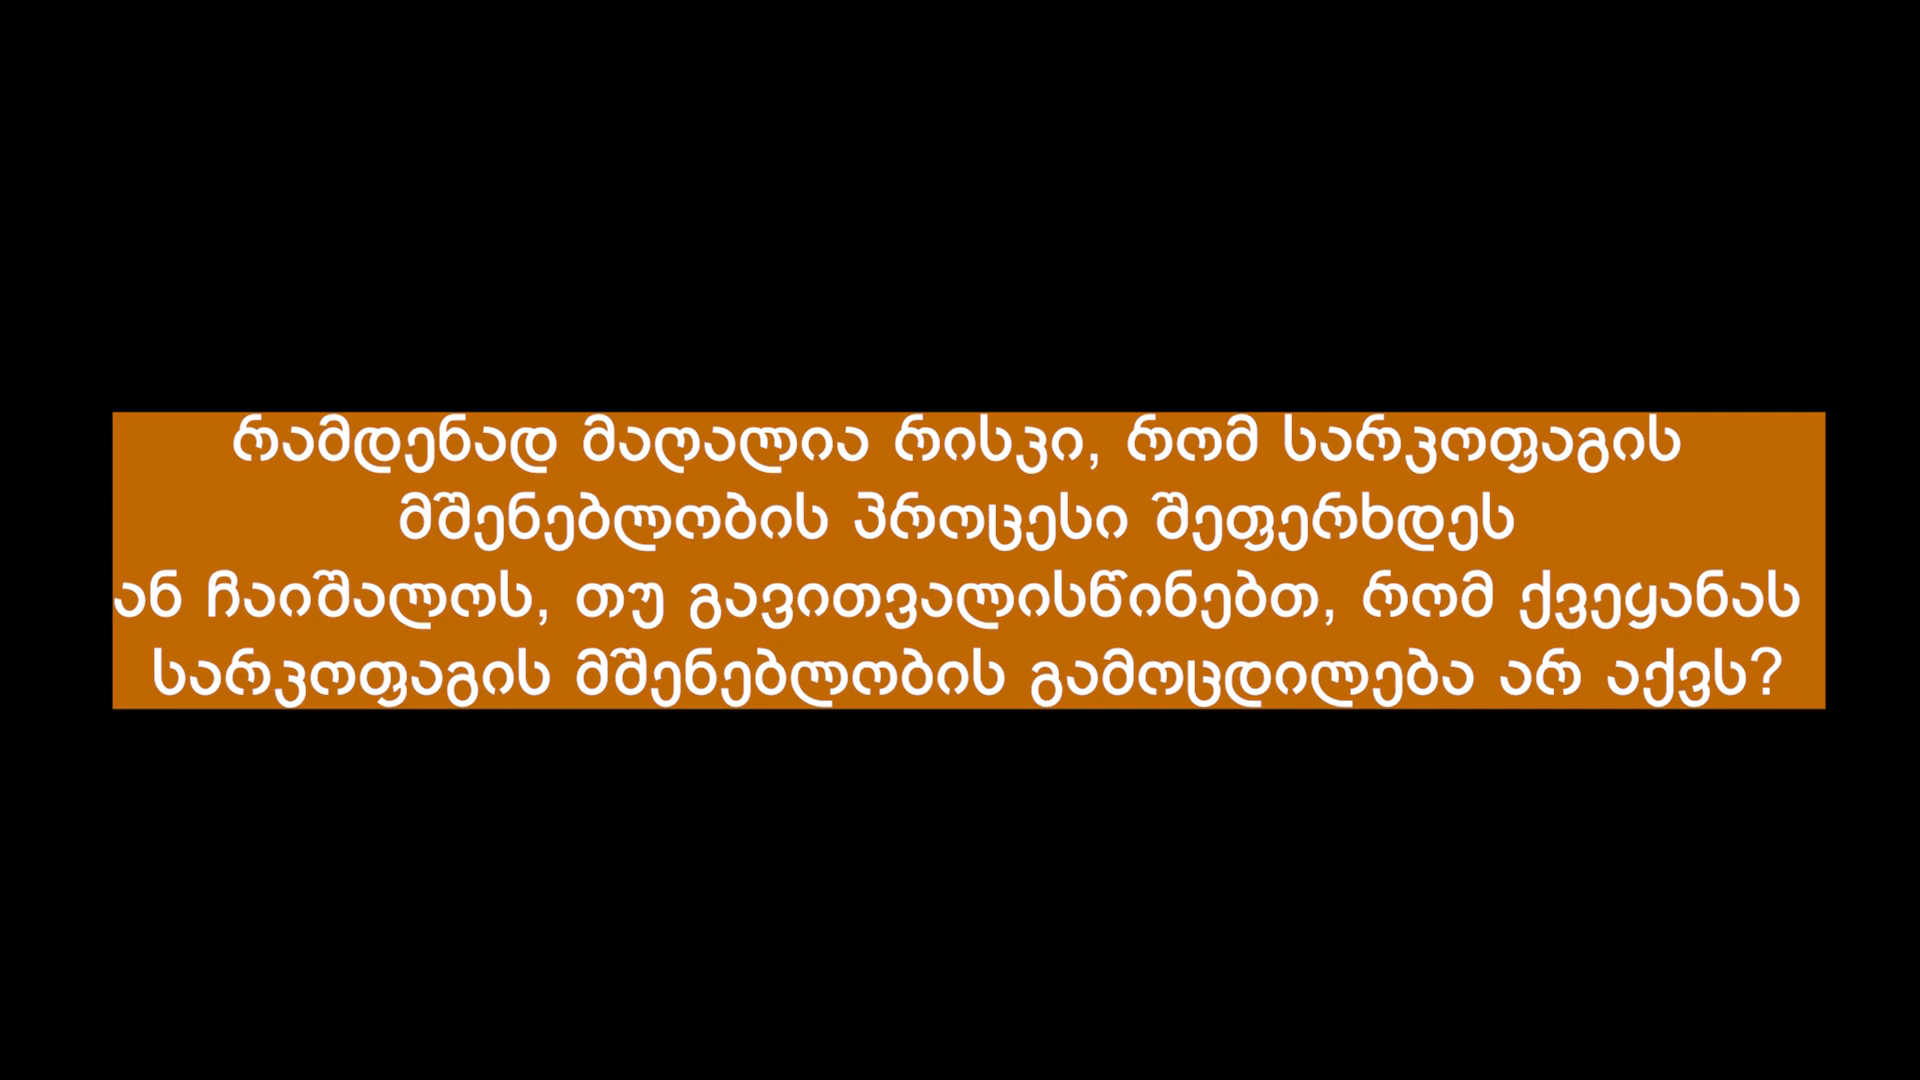 რამდენად მაღალია რისკი, რომ სარკოფაგის
მშენებლობის პროცესი შეფერხდეს
ან ჩაიშალოს, თუ გავითვალისწინებთ, რომ ქვეყანას
სარკოფაგის მშენებლობის გამოცდილება არ აქვს?